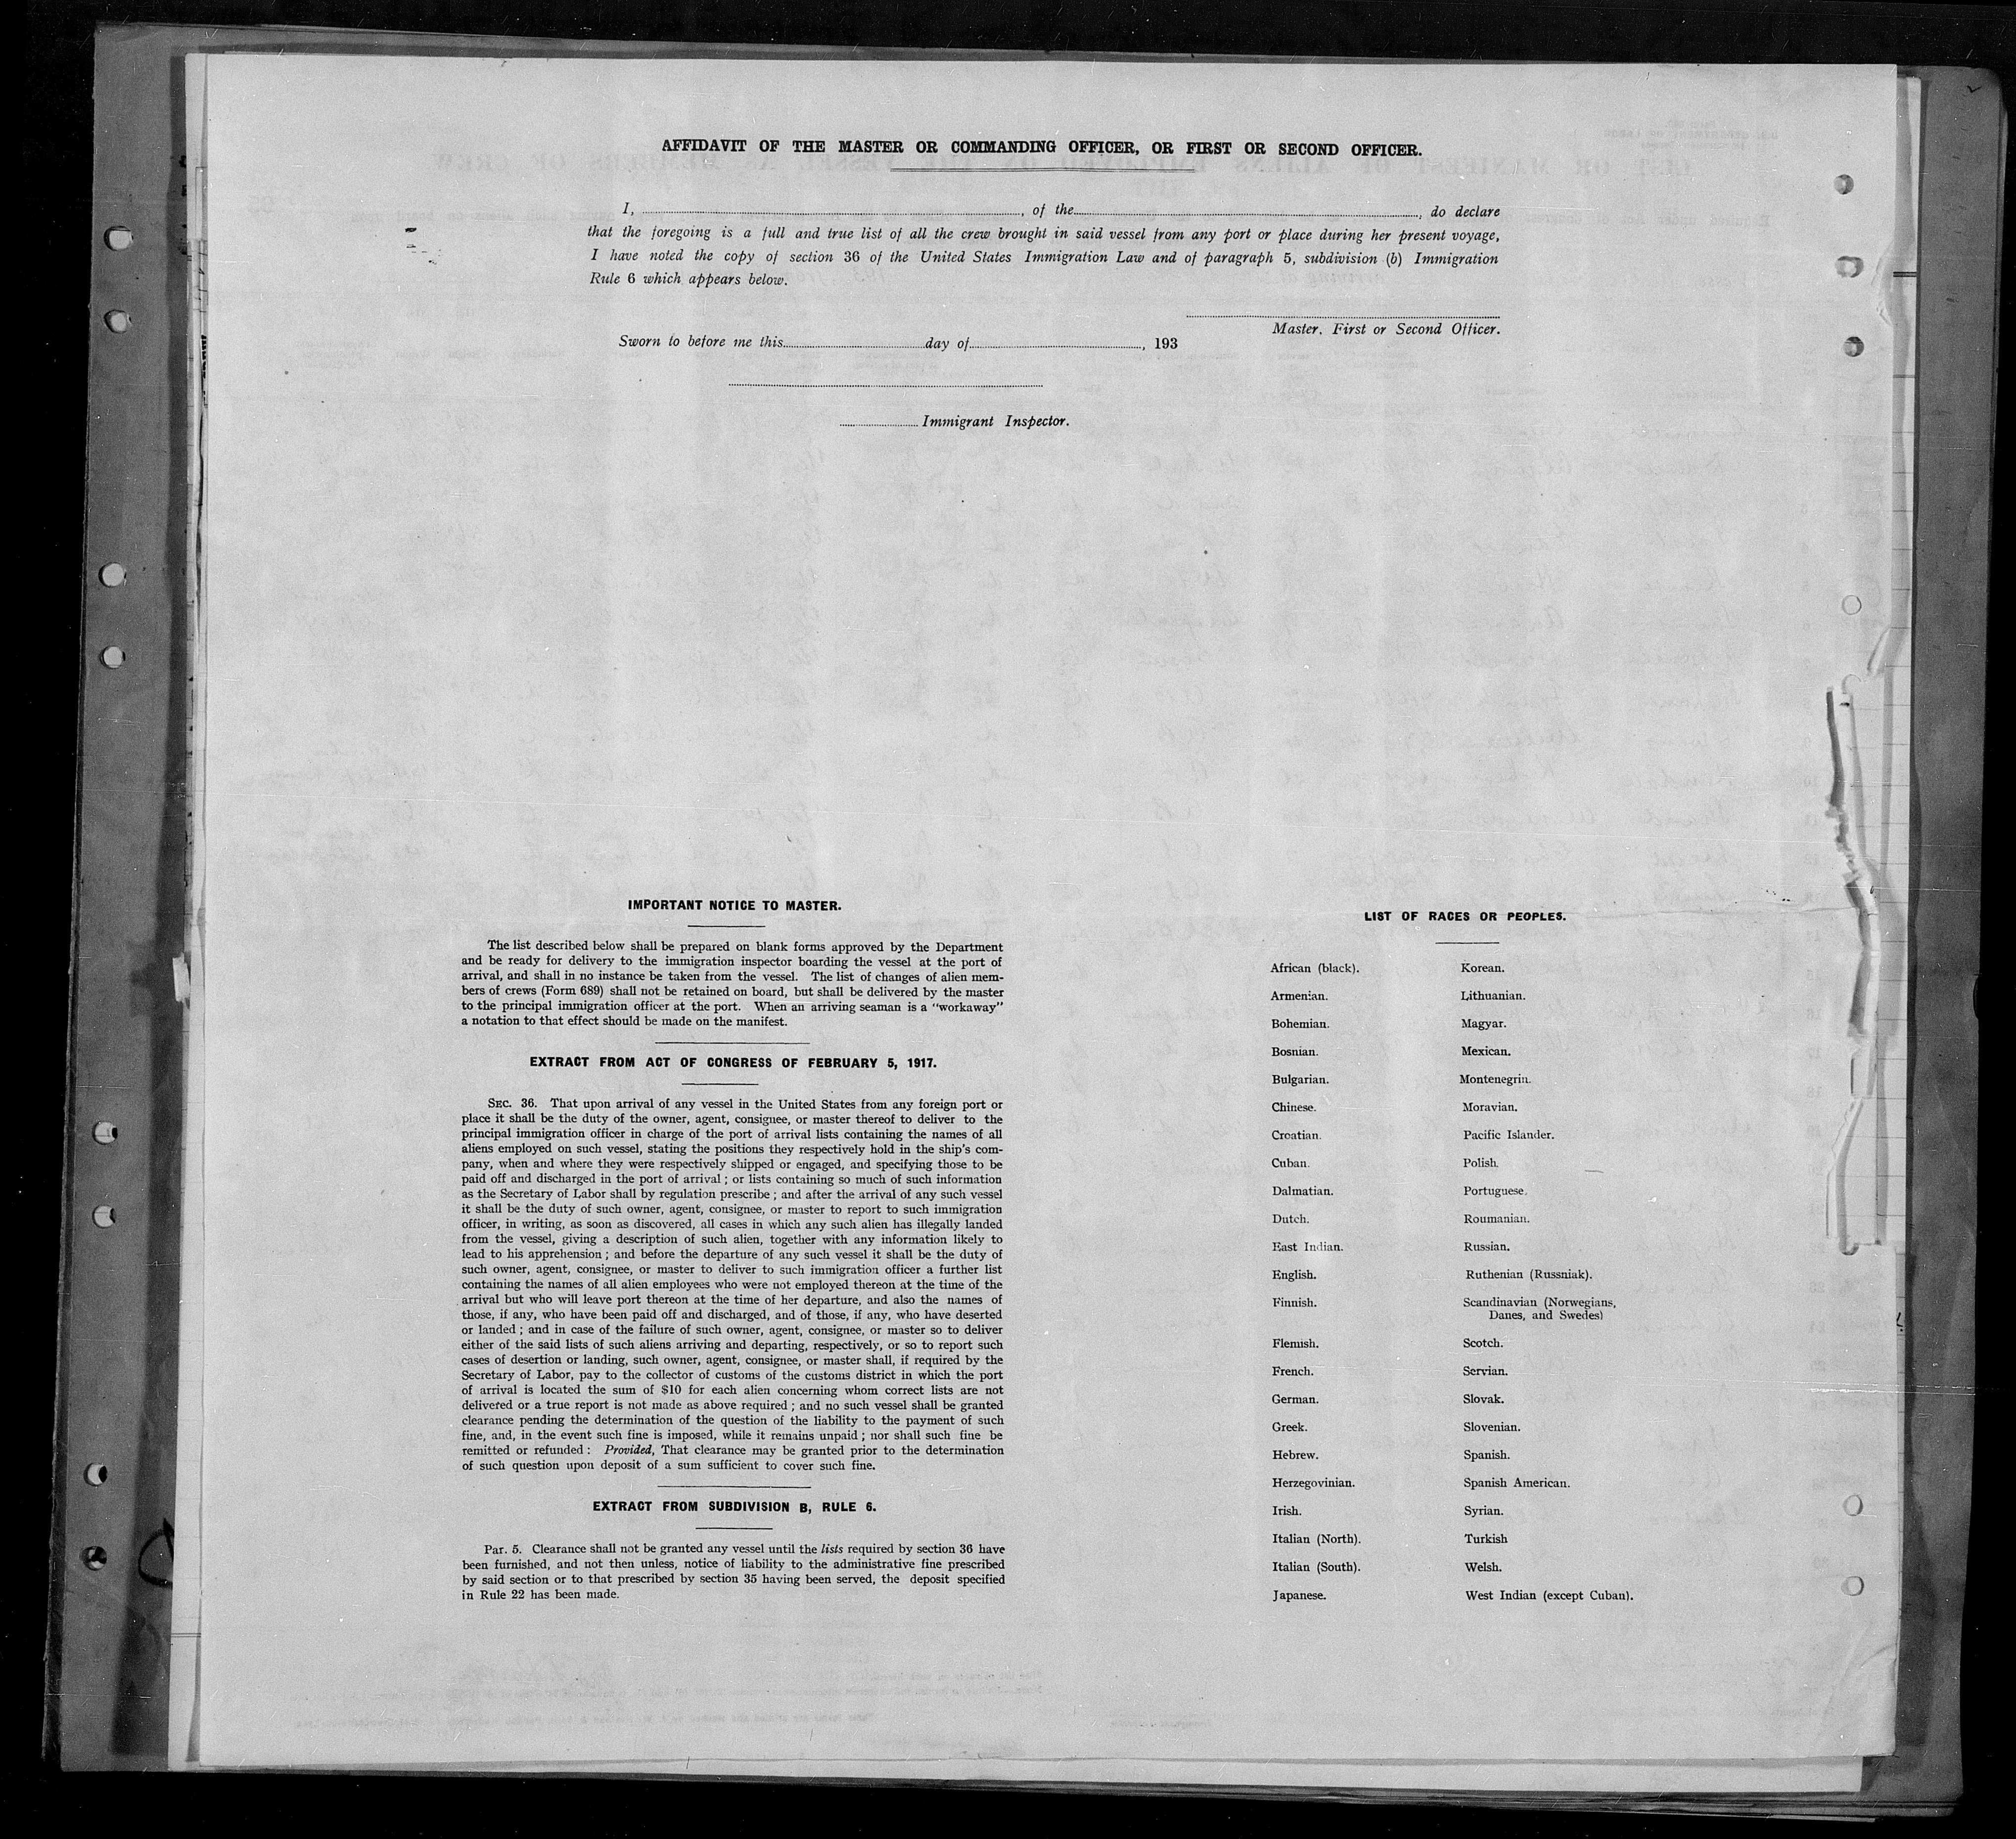 AFFIDAVIT OF THE MASTER OR COMMANDING OFFICER, OR FIRST OR SECOND OFFICER.
I, , of the , do declare
that the foregoing is a full and true list of all the crew brought in said vessel from any port or place during her present voyage,
I have noted the copy of section 36 of the United States Immigration Law and of paragraph 5, subdivision (b) Immigration
Rule 6 which appears below.
Master, First or Second Officer.
Sworn to before me this day of , 193
Immigrant Inspector.
IMPORTANT NOTICE TO MASTER.
The list described below shall be prepared on blank forms approved by the Department
and be ready for delivery to the immigration inspector boarding the vessel at the port of
arrival, and shall in no instance be taken from the vessel. The list of changes of alien mem-
bers of crews (Form 689) shall not be retained on board, but shall be delivered by the master
to the principal immigration officer at the port. When an arriving seaman is a "workaway"
a notation to that effect should be made on the manifest.
EXTRACT FROM ACT OF CONGRESS OF FEBRUARY 5, 1917.
SEC. 36. That upon arrival of any vessel in the United States from any foreign port or
place it shall be the duty of the owner, agent, consignee, or master thereof to deliver to the
principal immigration officer in charge of the port of arrival lists containing the names of all
aliens employed on such vessel, stating the positions they respectively hold in the ship's com-
pany, when and where they were respectively shipped or engaged, and specifying those to be
paid off and discharged in the port of arrival; or lists containing so much of such information
as the Secretary of Labor shall by regulation prescribe; and after the arrival of any such vessel
it shall be the duty of such owner, agent, consignee, or master to report to such immigration
officer, in writing, as soon as discovered, all cases in which any such alien has illegally landed
from the vessel, giving a description of such alien, together with any information likely to
lead to his apprehension; and before the departure of any such vessel it shall be the duty of
such owner, agent, consignee, or master to deliver to such immigration officer a further list
containing the names of all alien employees who were not employed thereon at the time of the
arrival but who will leave port thereon at the time of her departure, and also the names of
those, if any, who have been paid off and discharged, and of those, if any, who have deserted
or landed; and in case of the failure of such owner, agent, consignee, or master so to deliver
either of the said lists of such aliens arriving and departing, respectively, or so to report such
cases of desertion or landing, such owner, agent, consignee, or master shall, if required by the
Secretary of Labor, pay to the collector of customs of the customs district in which the port
of arrival is located the sum of $10 for each alien concerning whom correct lists are not
delivered or a true report is not made as above required; and no such vessel shall be granted
clearance pending the determination of the question of the liability to the payment of such
fine, and, in the event such fine is imposed, while it remains unpaid; nor shall such fine be
remitted or refunded: Provided, That clearance may be granted prior to the determination
of such question upon deposit of a sum sufficient to cover such fine.
EXTRACT FROM SUBDIVISION B, RULE 6.
Par. 5. Clearance shall not be granted any vessel until the lists required by section 36 have
been furnished, and not then unless, notice of liability to the administrative fine prescribed
by said section or to that prescribed by section 35 having been served, the deposit specified
in Rule 22 has been made.
LIST OF RACES OR PEOPLES.
African (black).
Armenian.
Bohemian.
Bosnian.
Bulgarian.
Chinese.
Croatian.
Cuban.
Dalmatian.
Dutch.
East Indian.
English.
Finnish.
Flemish.
French.
German.
Greek.
Hebrew.
Herzegovinian.
Irish.
Italian (North).
Italian (South).
Japanese.
Korean.
Lithuanian.
Magyar.
Mexican.
Montenegrin.
Moravian.
Pacific Islander.
Polish.
Portuguese.
Roumanian.
Russian.
Ruthenian (Russniak).
Scandinavian (Norwegians,
Danes, and Swedes)
Scotch.
Servian.
Slovak.
Slovenian.
Spanish.
Spanish American.
Syrian.
Turkish
Welsh.
West Indian (except Cuban).